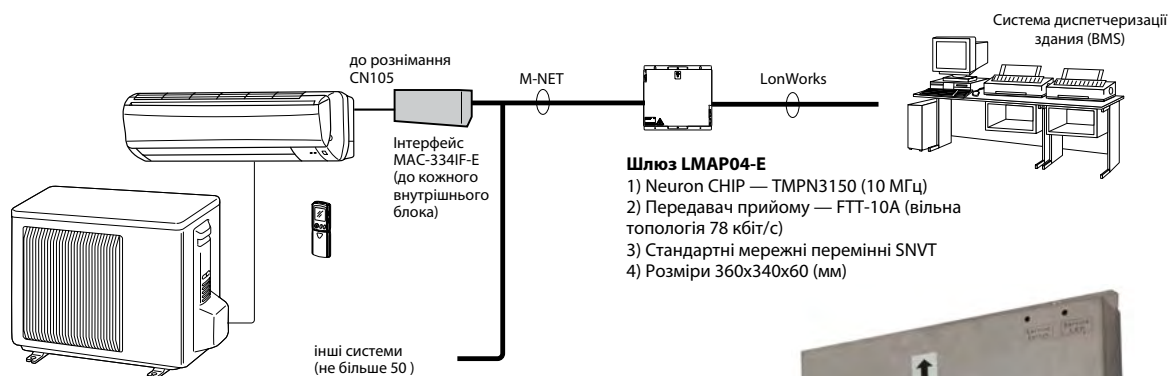 Система диспетчеризації
здания (BMS)
до рознімання
CN105
M-NET
LonWorks
Інтерфейс
MAC-334IF-E
(до кожного
внутрішнього
блока)
Шлюз LMAP04-E
1) Neuron CHIP — TMPN3150 (10 МГц)
2) Передавач прийому — FTT-10A (вільна
топологія 78 кбіт/с)
3) Стандартні мережні перемінні SNVT
4) Розміри 360x340x60 (мм)
інші системи
(не більше 50 )